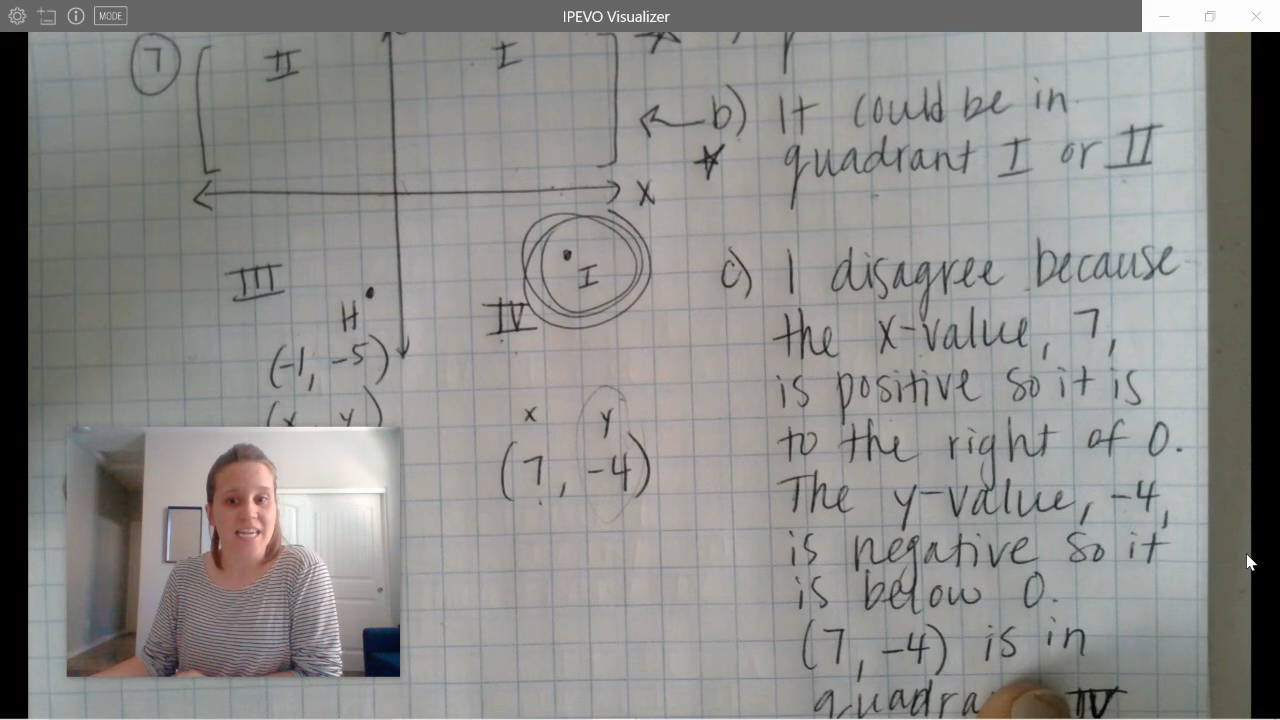 MODE
IPEVO Visualizer
7
II
I
X
III
H
(-1, -5)
(x, y)
IV
I
x y
(7, -4)
b) It could be in
quadrant I or II
c) I disagree because
the x-value, 7,
is positive so it is
to the right of 0.
The y-value, -4,
is negative so it
is below 0.
(7, -4) is in
IV